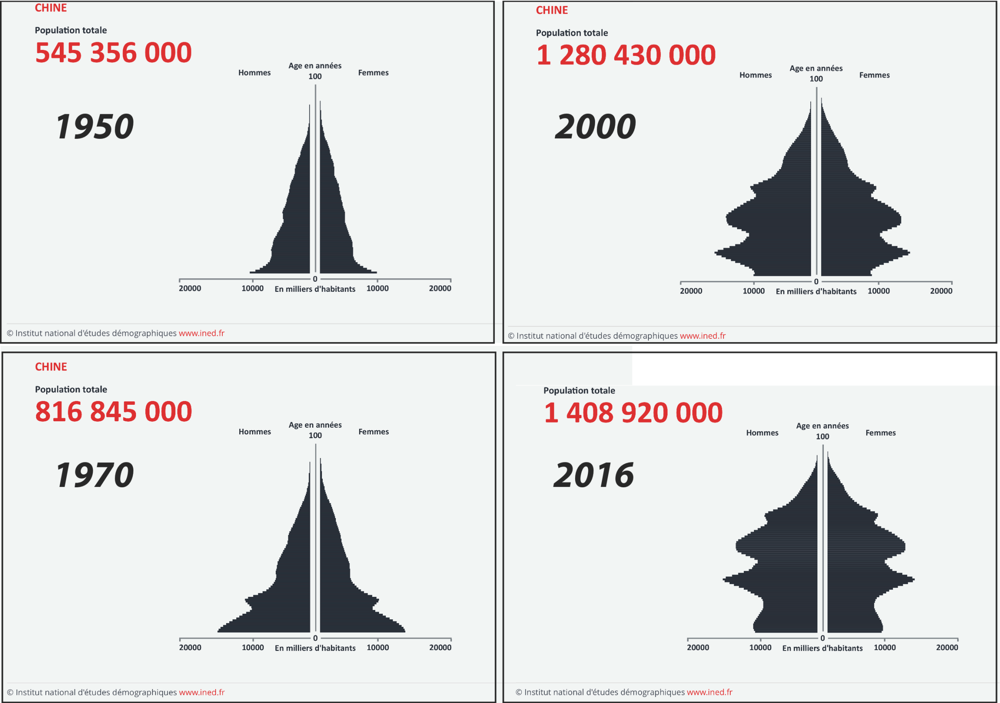 CHINE
Population totale
545 356 000
Age en années
Hommes Femmes
100
1950
0
20000 10000 En milliers d'habitants 10000 20000
© Institut national d'études démographiques www.ined.fr
CHINE
Population totale
1 280 430 000
Age en années
Hommes Femmes
100
2000
0
20000 10000 En milliers d'habitants 10000 20000
© Institut national d'études démographiques www.ined.fr
CHINE
Population totale
816 845 000
Age en années
Hommes Femmes
100
1970
0
20000 10000 En milliers d'habitants 10000 20000
© Institut national d'études démographiques www.ined.fr
Population totale
1 408 920 000
Age en années
Hommes Femmes
100
2016
0
20000 10000 En milliers d'habitants 10000 20000
© Institut national d'études démographiques www.ined.fr